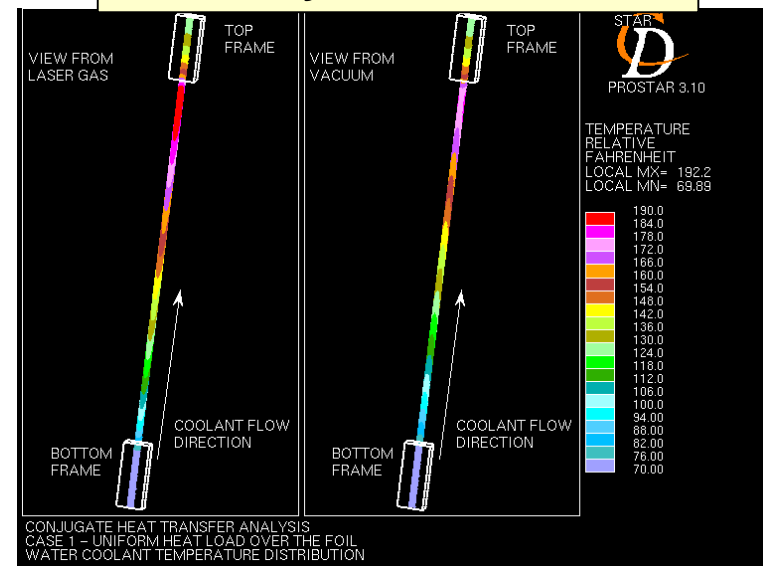 VIEW FROM
LASER GAS
TOP
FRAME
COOLANT FLOW
DIRECTION
BOTTOM
FRAME
VIEW FROM
VACUUM
TOP
FRAME
COOLANT FLOW
DIRECTION
BOTTOM
FRAME
STAR
CD
PROSTAR 3.10
TEMPERATURE
RELATIVE
FAHRENHEIT
LOCAL MX= 192.2
LOCAL MN= 69.89
190.0
184.0
178.0
172.0
166.0
160.0
154.0
148.0
142.0
136.0
130.0
124.0
118.0
112.0
106.0
100.0
94.00
88.00
82.00
76.00
70.00
CONJUGATE HEAT TRANSFER ANALYSIS
CASE 1 – UNIFORM HEAT LOAD OVER THE FOIL
WATER COOLANT TEMPERATURE DISTRIBUTION